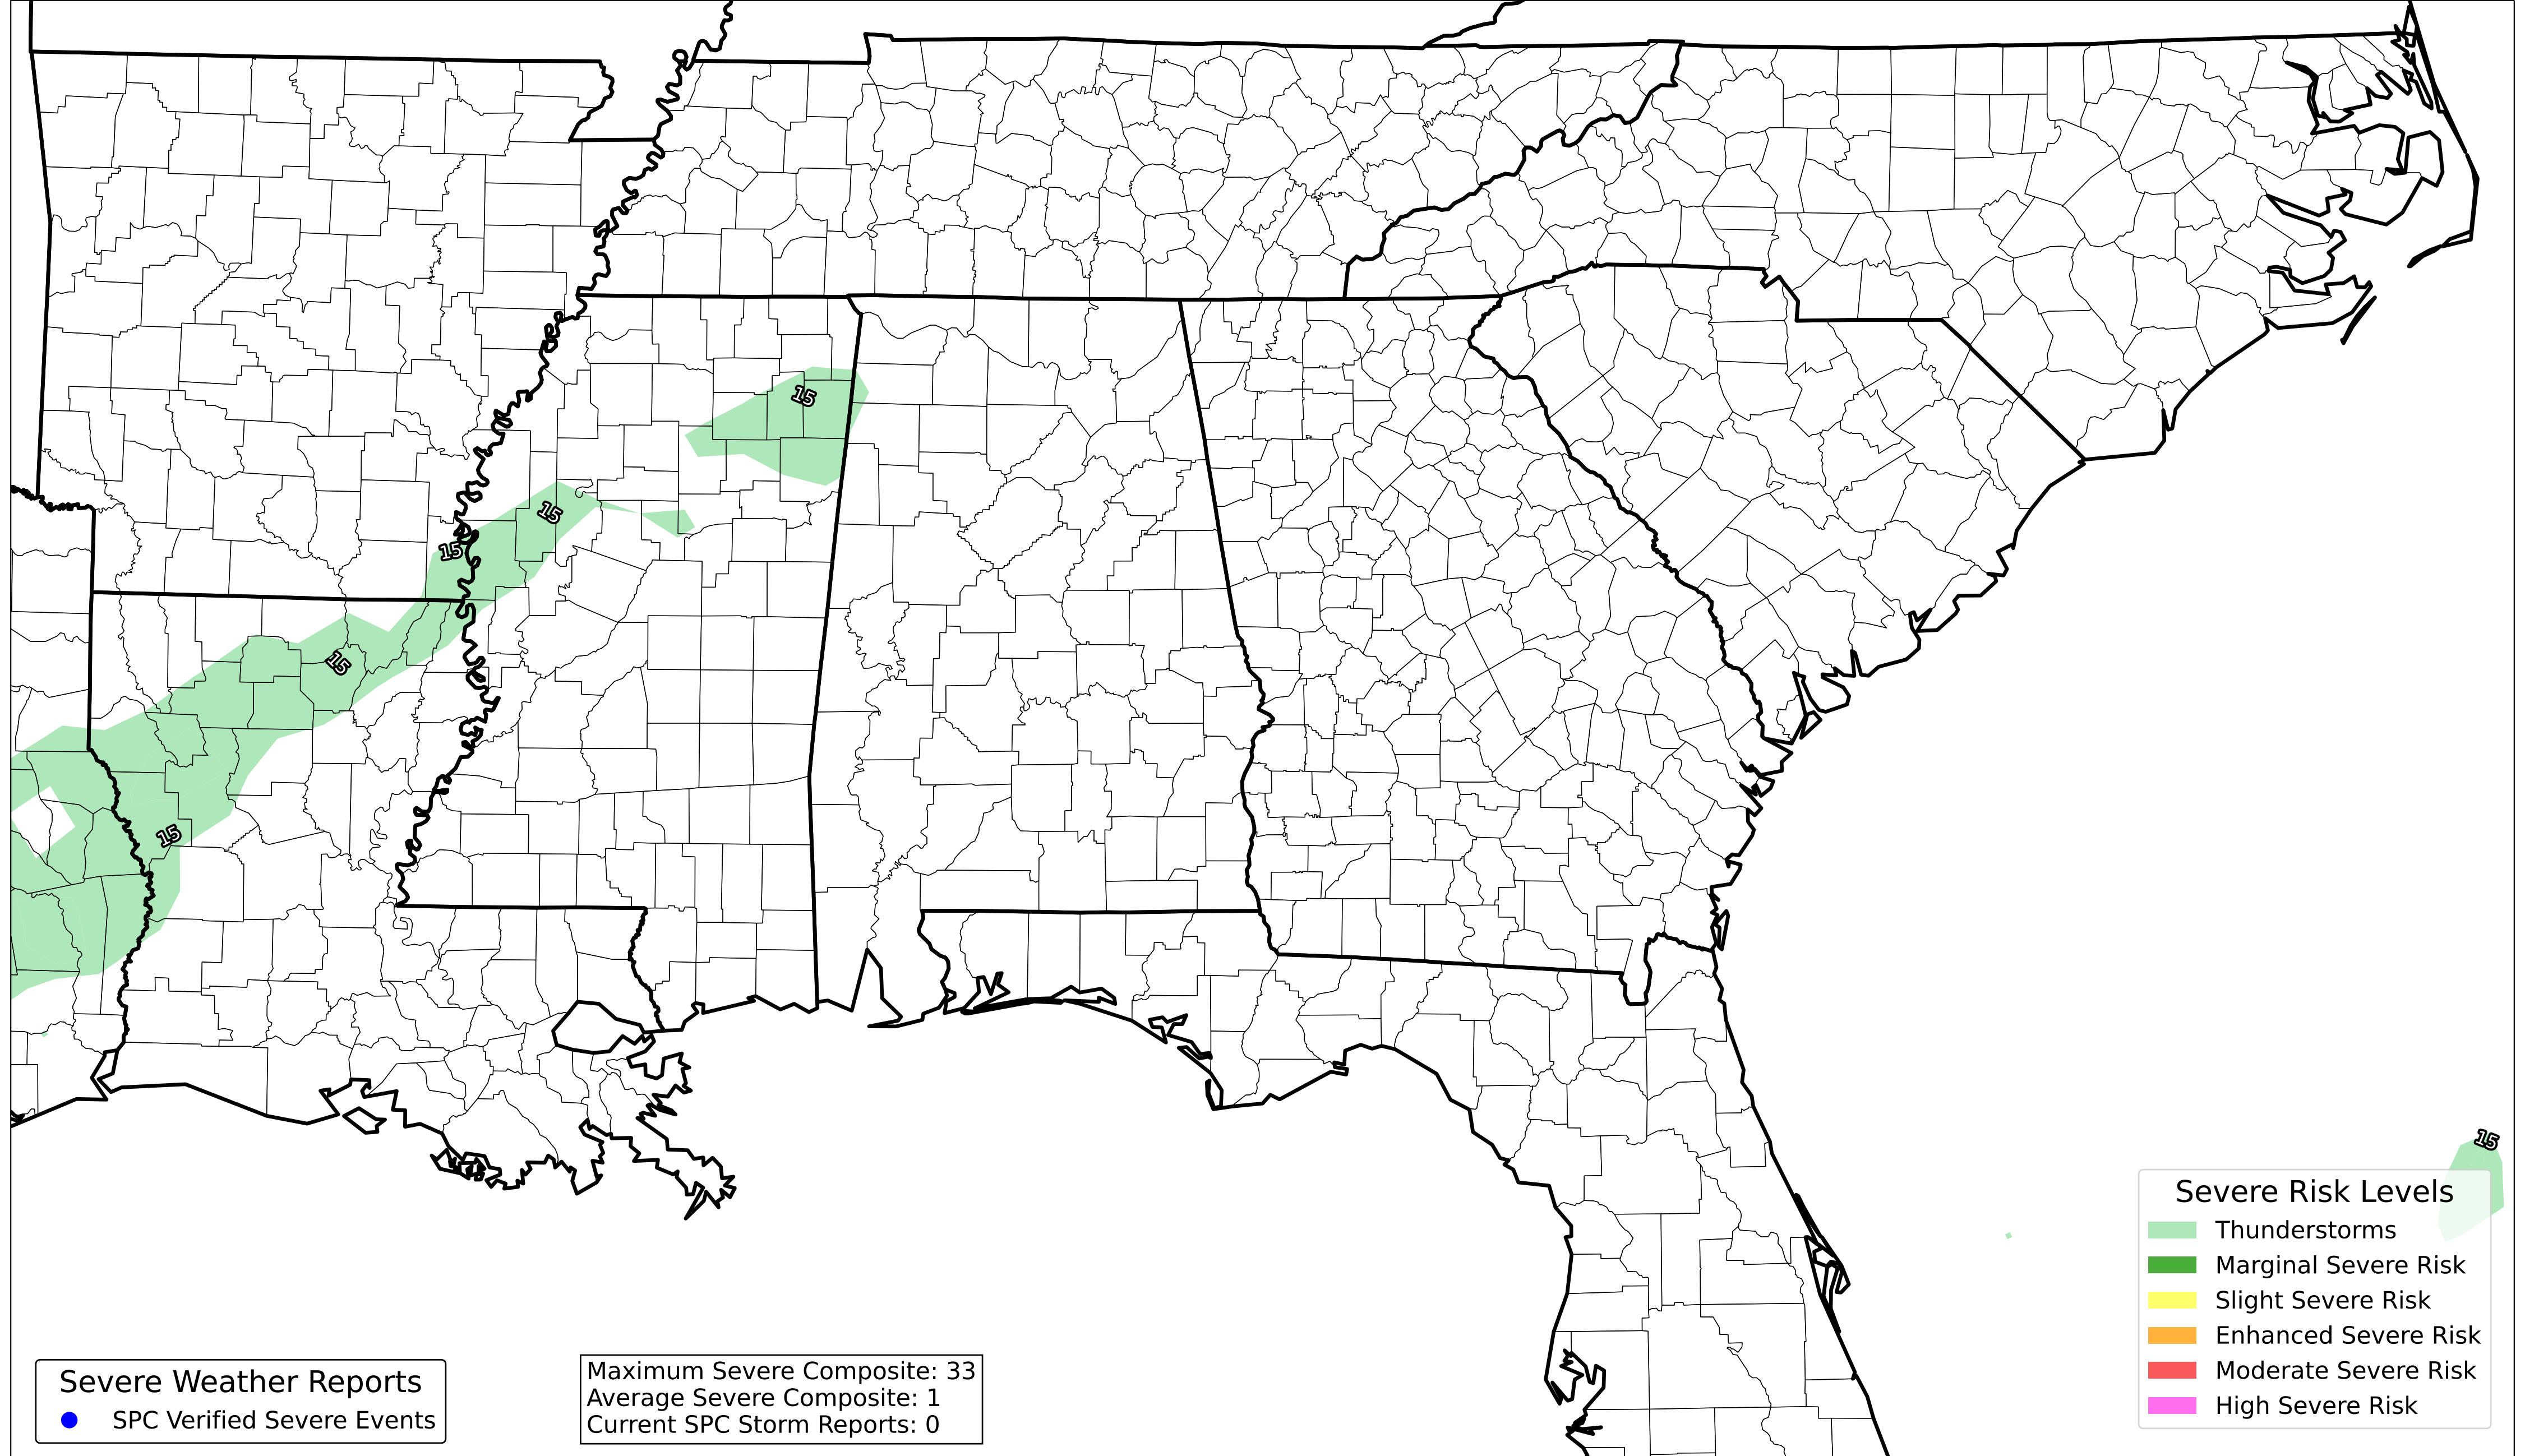 15
15
15
15
15
15
Severe Risk Levels
Thunderstorms
Marginal Severe Risk
Slight Severe Risk
Enhanced Severe Risk
Moderate Severe Risk
High Severe Risk
Severe Weather Reports
SPC Verified Severe Events
Maximum Severe Composite: 33
Average Severe Composite: 1
Current SPC Storm Reports: 0